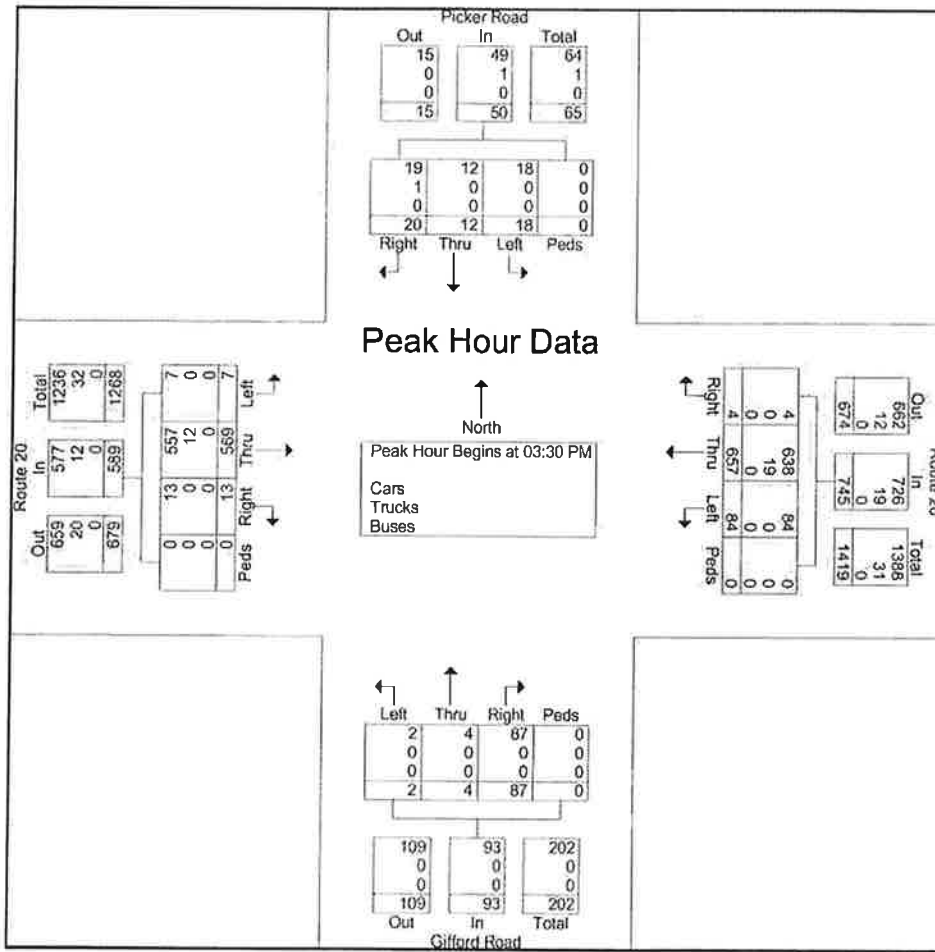 Picker Road
Out In Total
15 49 64
0 1 1
0 0 0
15 50 65
19 12 18 0
1 0 0 0
0 0 0 0
20 12 18 0
Right Thru Left Peds
Peak Hour Data
North
Peak Hour Begins at 03:30 PM
Cars
Trucks
Buses
Route 20
Total In Out
1236 577 659
32 12 20
0 0 0
1268 589 679
7 557 13 0
0 12 0 0
0 0 0 0
7 569 13 0
Left Thru Right Peds
Out In Total
662 726 1388
12 19 31
0 0 0
674 745 1419
4 638 84 0
0 19 0 0
0 0 0 0
4 657 84 0
Right Thru Left Peds
Left Thru Right Peds
2 4 87 0
0 0 0 0
0 0 0 0
2 4 87 0
109 93 202
0 0 0
0 0 0
109 93 202
Out In Total
Gifford Road